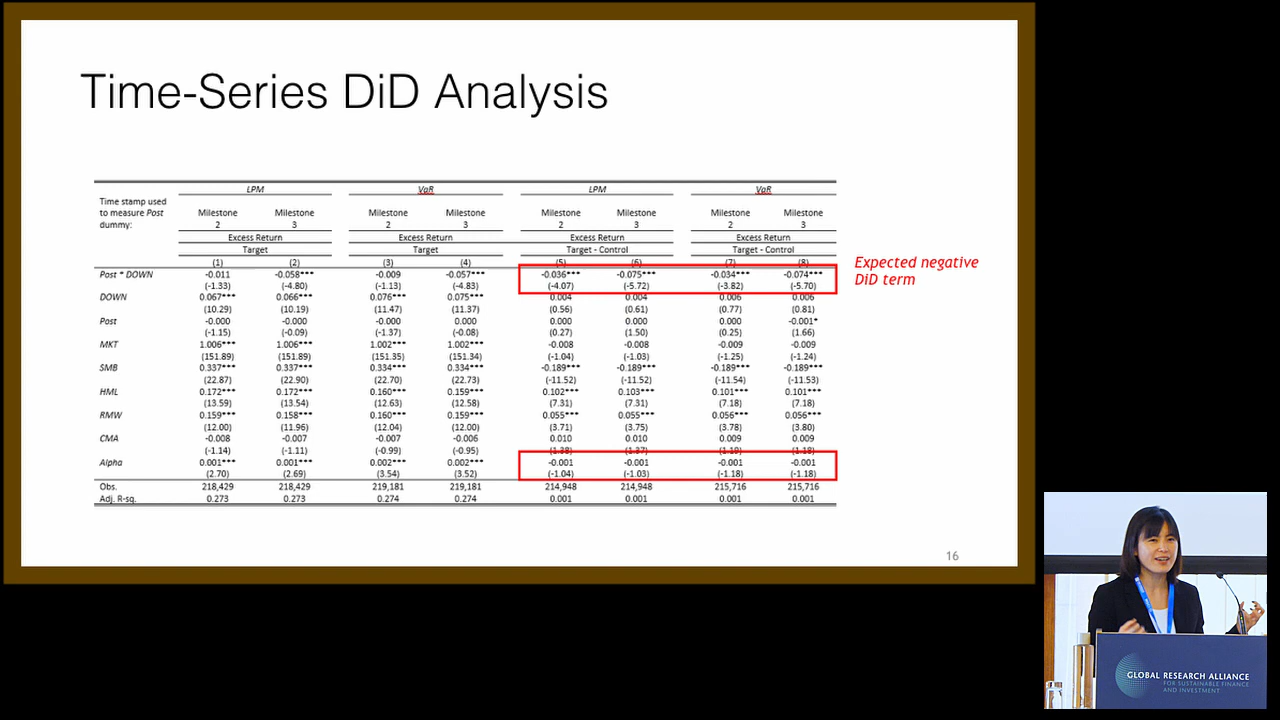 Time-Series DiD Analysis
LPM VaR LPM VaR
Time stamp used
to measure Post
dummy:
Milestone 2 Milestone 3 Milestone 2 Milestone 3 Milestone 2 Milestone 3 Milestone 2 Milestone 3
Excess Return Excess Return Excess Return Excess Return
Target Target Target - Control Target - Control
(1) (2) (3) (4) (5) (6) (7) (8)
Post * DOWN -0.011 -0.058*** -0.009 -0.057*** -0.036*** -0.075*** -0.034*** -0.074***
(-1.33) (-4.80) (-1.13) (-4.83) (-4.07) (-5.72) (-3.82) (-5.70)
DOWN 0.067*** 0.066*** 0.076*** 0.075*** 0.004 0.004 0.006 0.006
(10.29) (10.19) (11.47) (11.37) (0.56) (0.61) (0.77) (0.81)
Post -0.000 -0.000 -0.000 0.000 0.000 0.000 0.000 -0.001*
(-1.15) (-0.09) (-1.37) (-0.08) (0.27) (1.50) (0.25) (1.66)
MKT 1.006*** 1.006*** 1.002*** 1.002*** -0.008 -0.008 -0.009 -0.009
(151.89) (151.89) (151.35) (151.34) (-1.04) (-1.03) (-1.25) (-1.24)
SMB 0.337*** 0.337*** 0.334*** 0.334*** -0.189*** -0.189*** -0.189*** -0.189***
(22.87) (22.90) (22.70) (22.73) (-11.52) (-11.52) (-11.54) (-11.53)
HML 0.172*** 0.172*** 0.160*** 0.159*** 0.102*** 0.103*** 0.101*** 0.101***
(13.59) (13.54) (12.63) (12.58) (7.31) (7.31) (7.18) (7.18)
RMW 0.159*** 0.158*** 0.160*** 0.159*** 0.055*** 0.055*** 0.056*** 0.056***
(12.00) (11.96) (12.04) (12.00) (3.71) (3.75) (3.78) (3.80)
CMA -0.008 -0.007 -0.007 -0.006 0.010 0.010 0.009 0.009
(-1.14) (-1.11) (-0.99) (-0.95) (1.38) (1.37) (1.19) (1.18)
Alpha 0.001*** 0.001*** 0.002*** 0.002*** -0.001 -0.001 -0.001 -0.001
(2.70) (2.69) (3.54) (3.52) (-1.04) (-1.03) (-1.18) (-1.18)
Obs. 218,429 218,429 219,181 219,181 214,948 214,948 215,716 215,716
Adj. R-sq. 0.273 0.273 0.274 0.274 0.001 0.001 0.001 0.001
Expected negative
DiD term
16
GLOBAL RESEARCH ALLIANCE
FOR SUSTAINABLE FINANCE
AND INVESTMENT